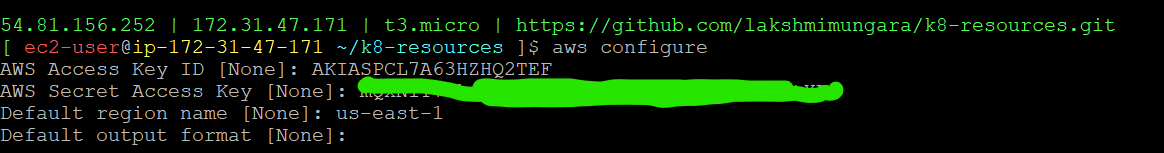 54.81.156.252 | 172.31.47.171 | t3.micro | https://github.com/lakshmimungara/k8-resources.git
[ ec2-user@ip-172-31-47-171 ~/k8-resources ]$ aws configure
AWS Access Key ID [None]: AKIASPCL7A63HZHQ2TEF
AWS Secret Access Key [None]:
Default region name [None]: us-east-1
Default output format [None]: